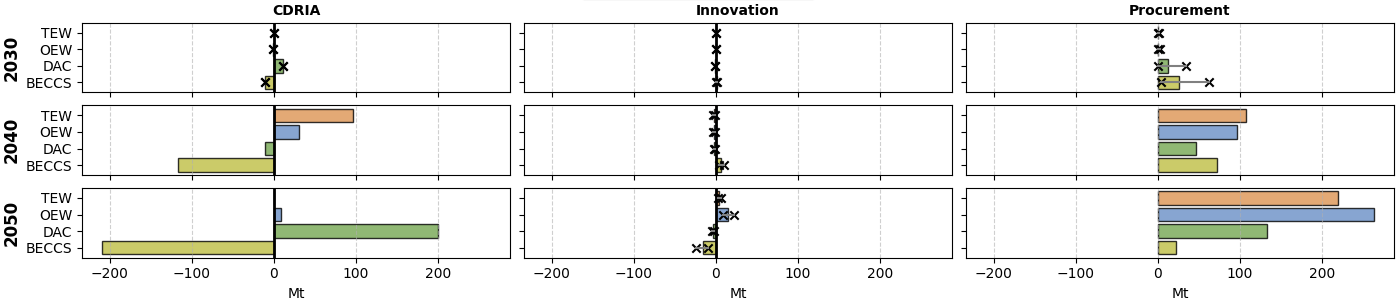 CDRIA Innovation Procurement
2030
TEW
OEW
DAC
BECCS
2040
TEW
OEW
DAC
BECCS
2050
TEW
OEW
DAC
BECCS
−200 −100 0 100 200 −200 −100 0 100 200 −200 −100 0 100 200
Mt Mt Mt